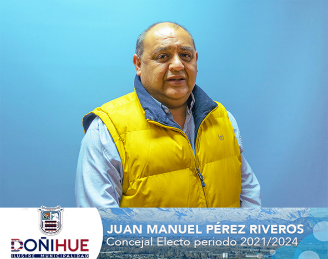 JUAN MANUEL PÉREZ RIVEROS
Concejal Electo periodo 2021/2024
DOÑIHUE
ILUSTRE MUNICIPALIDAD